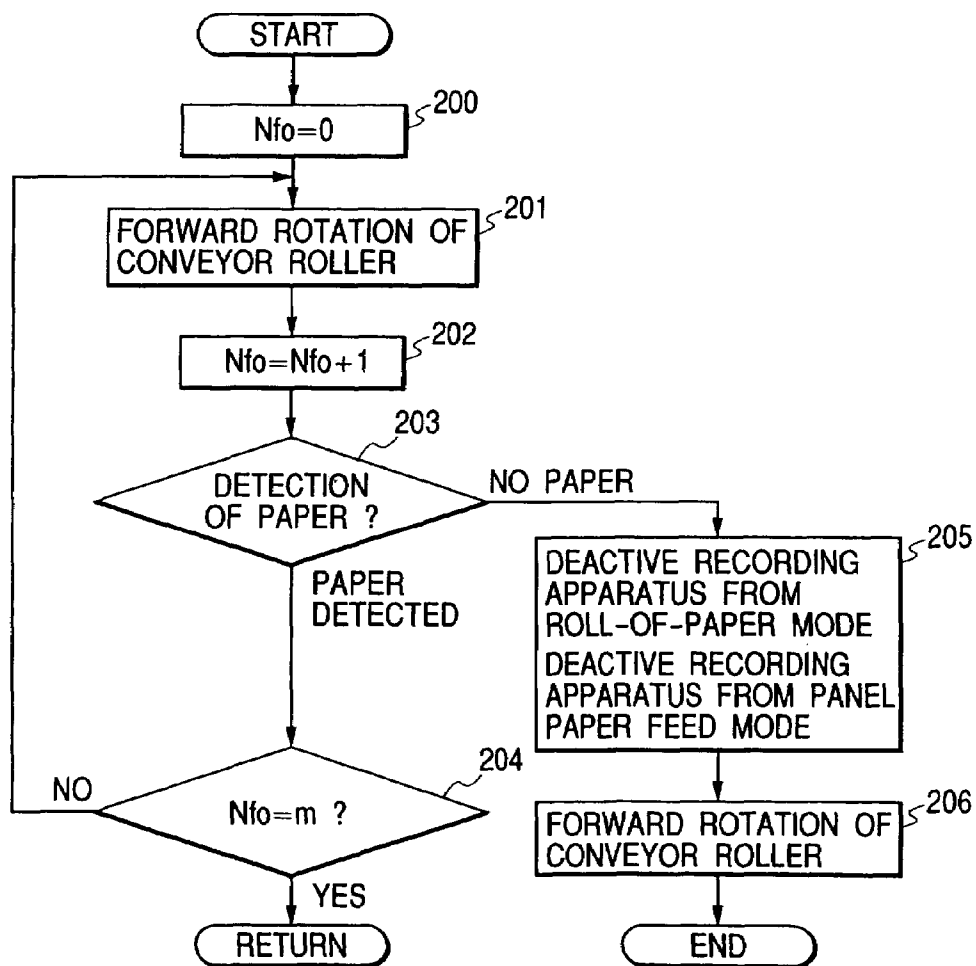 START
200
Nfo=0
201
FORWARD ROTATION OF
CONVEYOR ROLLER
202
Nfo=Nfo+1
203
DETECTION
OF PAPER ?
NO PAPER
PAPER
DETECTED
205
DEACTIVE RECORDING
APPARATUS FROM
ROLL-OF-PAPER MODE
DEACTIVE RECORDING
APPARATUS FROM PANEL
PAPER FEED MODE
204
NO
Nfo=m ?
YES
206
FORWARD ROTATION OF
CONVEYOR ROLLER
RETURN
END